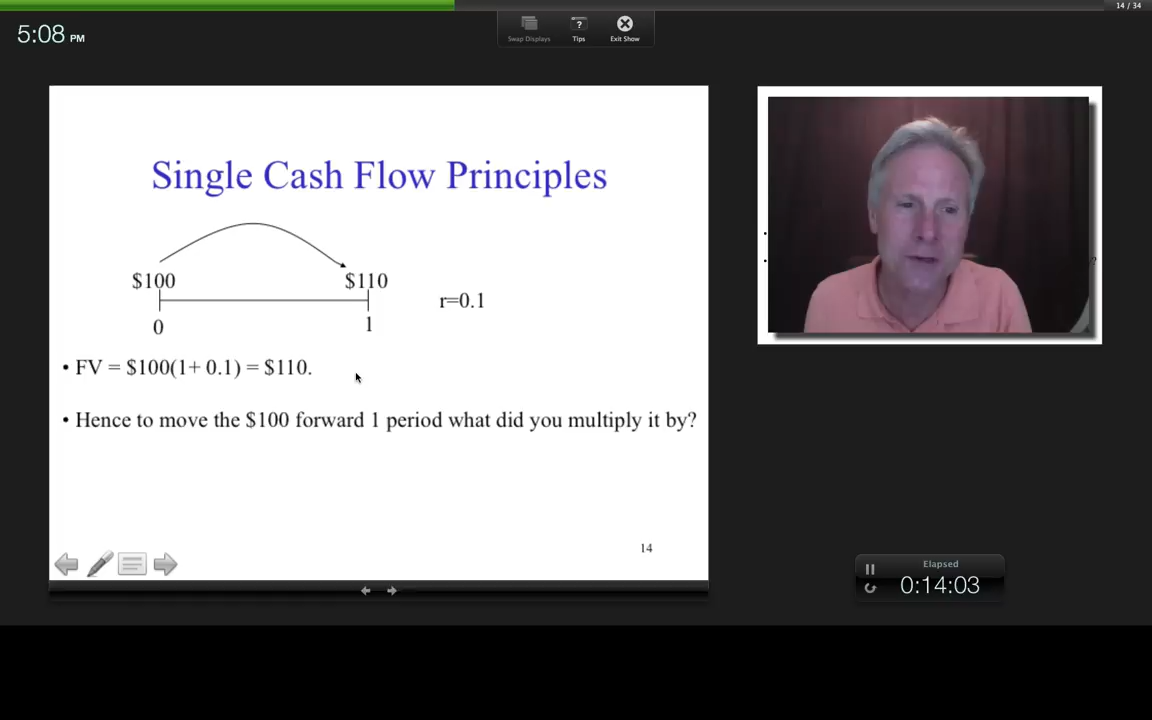 14 / 34
5:08 PM
Swap Displays
Tips
Exit Show
Single Cash Flow Principles
$100
$110
r=0.1
0
1
• FV = $100(1+ 0.1) = $110.
• Hence to move the $100 forward 1 period what did you multiply it by?
14
Elapsed
0:14:03